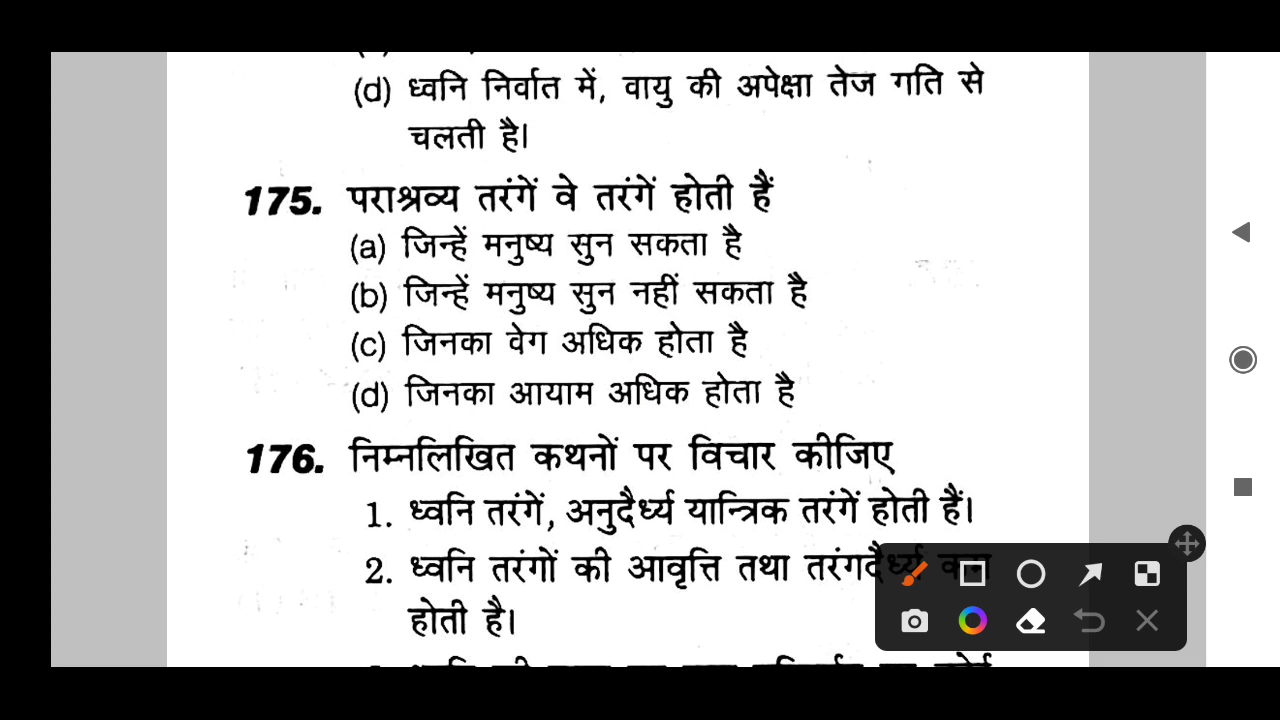 (d) ध्वनि निर्वात में, वायु की अपेक्षा तेज गति से
चलती है।
175. पराश्रव्य तरंगें वे तरंगें होती हैं
(a) जिन्हें मनुष्य सुन सकता है
(b) जिन्हें मनुष्य सुन नहीं सकता है
(c) जिनका वेग अधिक होता है
(d) जिनका आयाम अधिक होता है
176. निम्नलिखित कथनों पर विचार कीजिए
1. ध्वनि तरंगें, अनुदैर्ध्य यान्त्रिक तरंगें होती हैं।
2. ध्वनि तरंगों की आवृत्ति तथा तरंगदैर्ध्य कम
होती है।